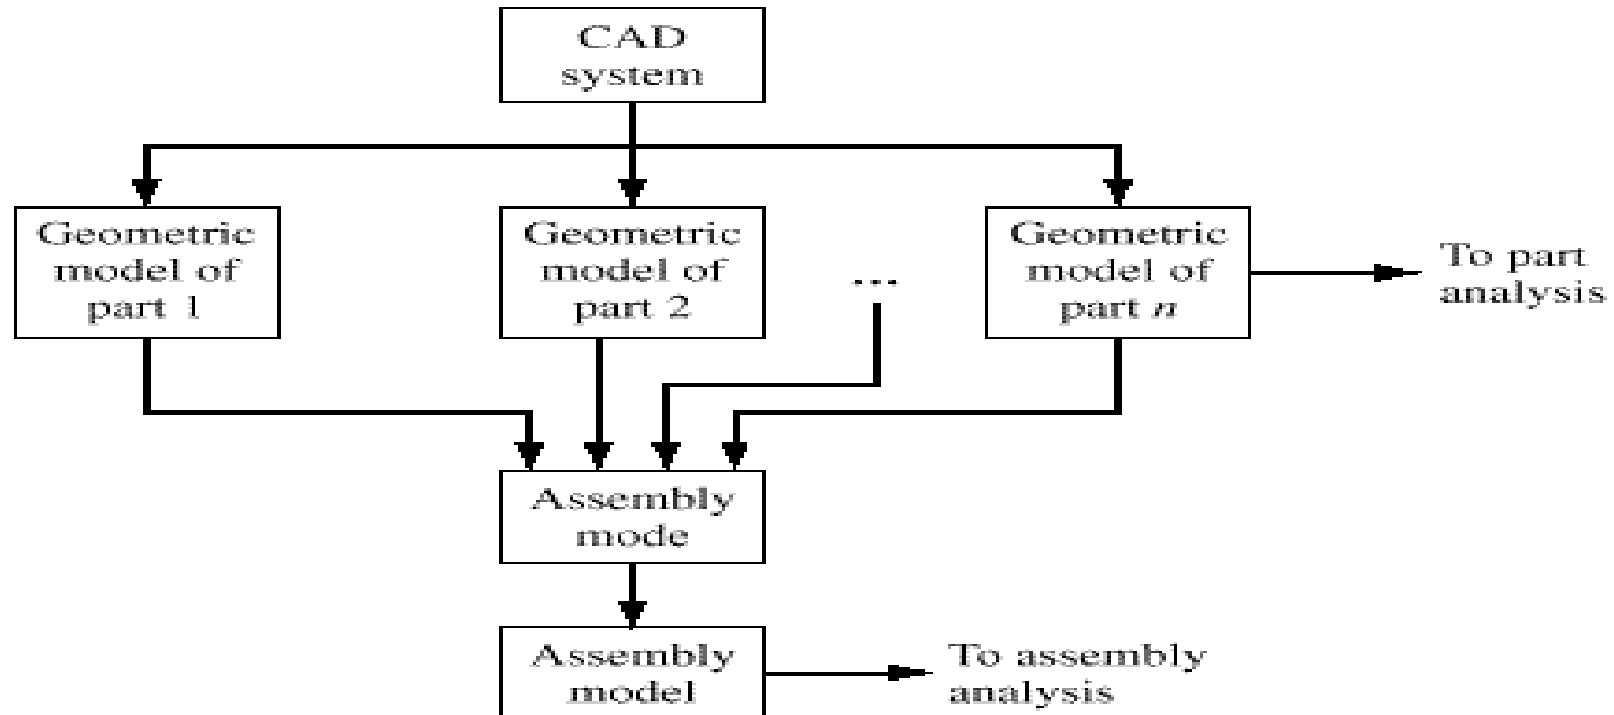 CAD
system
Geometric
model of
part 1
Geometric
model of
part 2
...
Geometric
model of
part n
To part
analysis
Assembly
mode
Assembly
model
To assembly
analysis